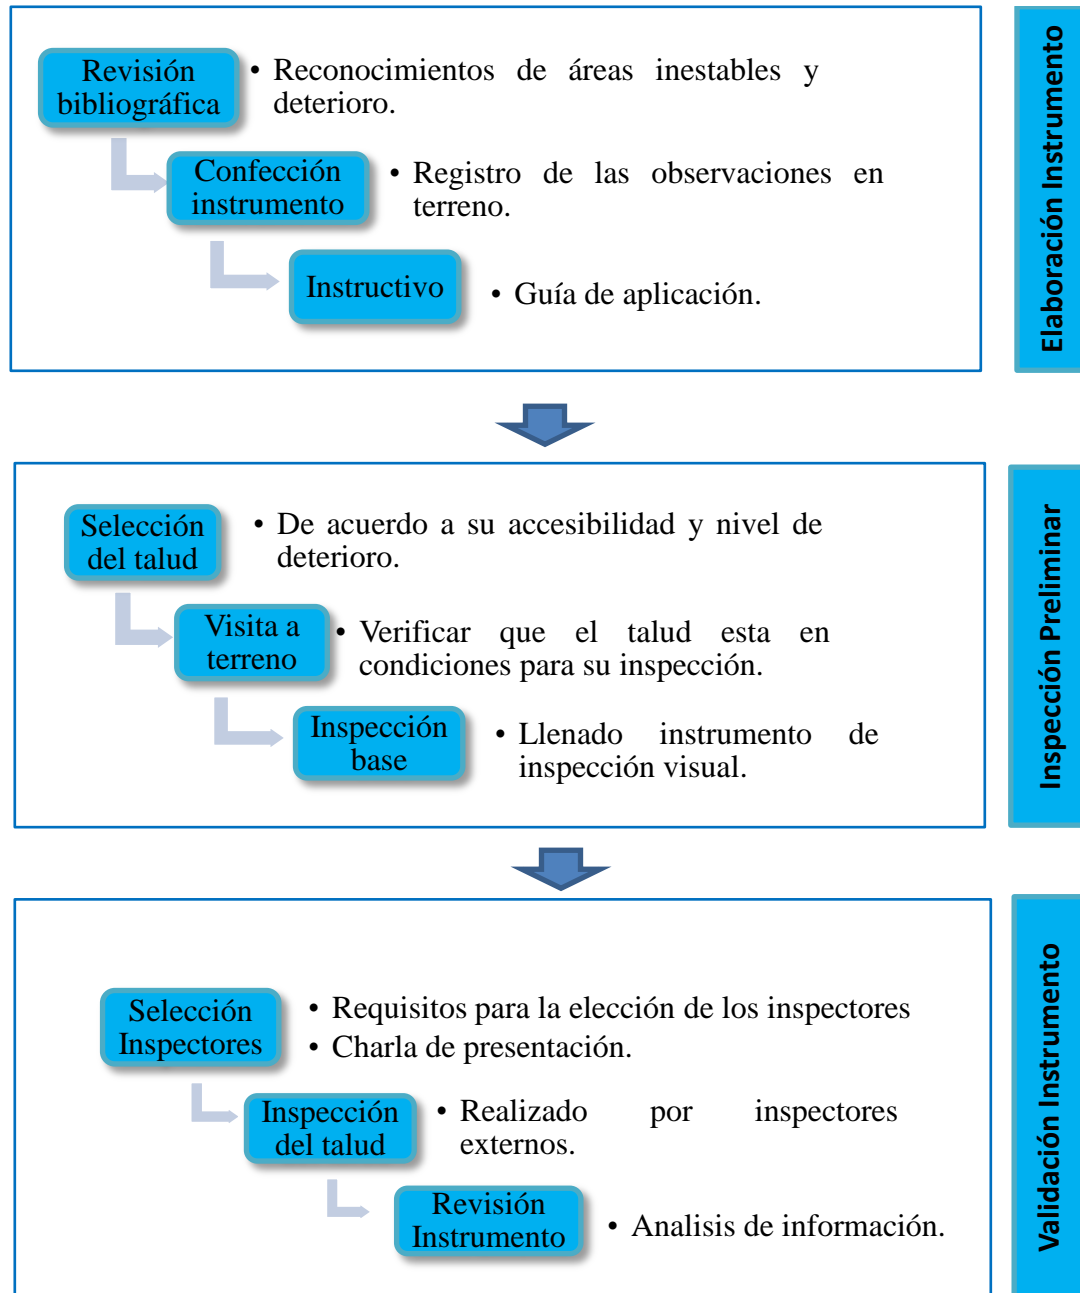 Revisión
bibliográfica
• Reconocimientos de áreas inestables y
deterioro.
Confección
instrumento
• Registro de las observaciones en
terreno.
Instructivo
• Guía de aplicación.
Elaboración Instrumento
Selección
del talud
• De acuerdo a su accesibilidad y nivel de
deterioro.
Visita a
terreno
• Verificar que el talud esta en
condiciones para su inspección.
Inspección
base
• Llenado instrumento de
inspección visual.
Inspección Preliminar
Selección
Inspectores
• Requisitos para la elección de los inspectores
• Charla de presentación.
Inspección
del talud
• Realizado por inspectores
externos.
Revisión
Instrumento
• Analisis de información.
Validación Instrumento